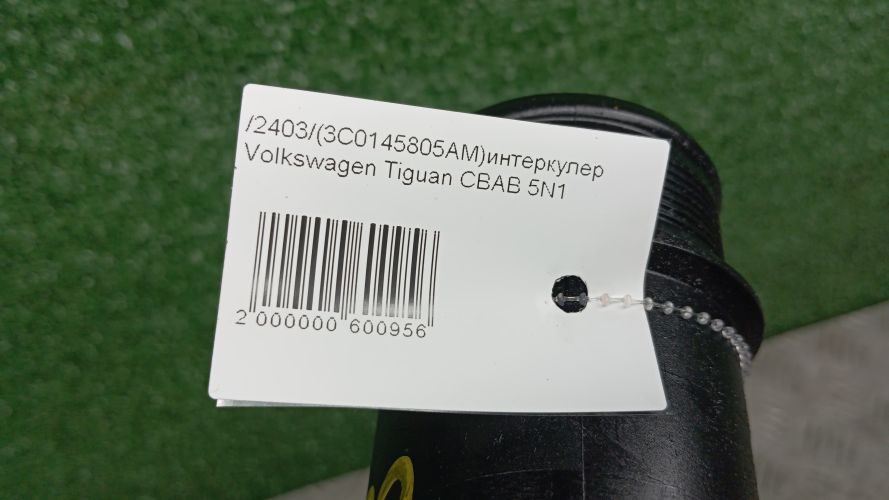 /2403/(3C0145805AM)интеркулер
Volkswagen Tiguan CBAB 5N1
2 000000 600956